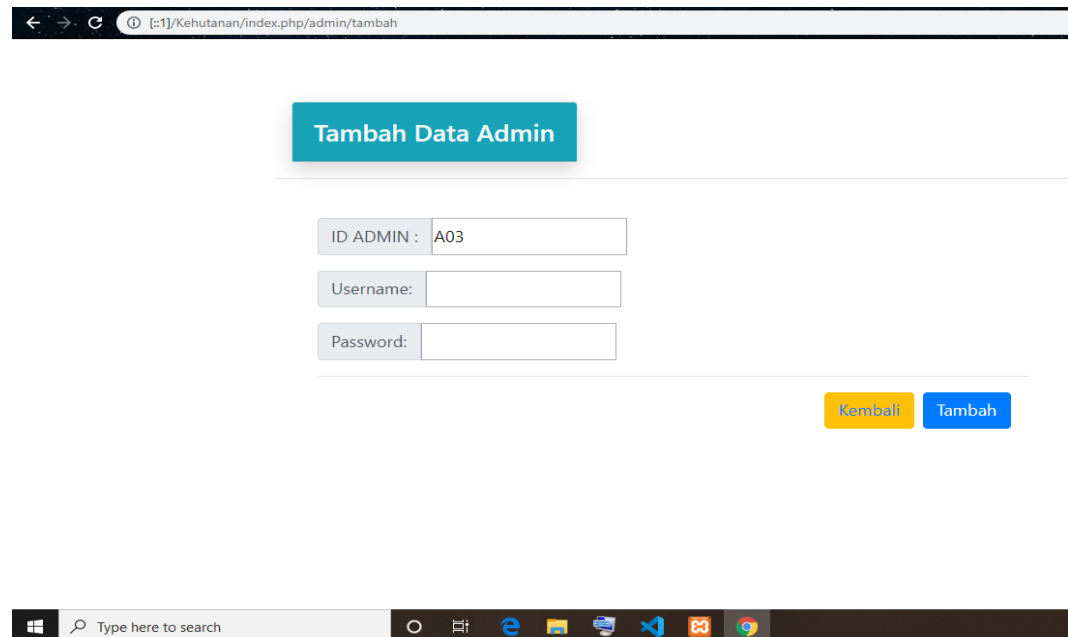 [::1]/Kehutanan/index.php/admin/tambah
Tambah Data Admin
ID ADMIN : A03
Username:
Password:
Kembali Tambah
Type here to search